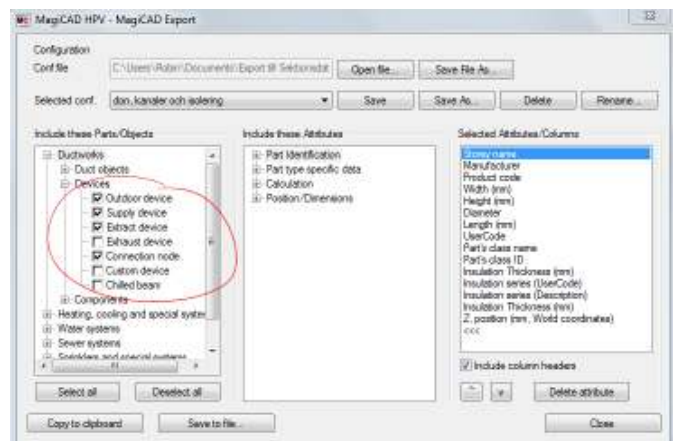 MagiCAD HPV - MagiCAD Export
Configuration
Conf.file
Open file...
Save File As...
Selected conf.
don, kanaler och isolering
Save
Save As...
Delete
Rename...
Include these Parts/Objects
Ductworks
Duct objects
Devices
Outdoor device
Supply device
Extract device
Exhaust device
Connection node
Custom device
Chilled beam
Components
Heating, cooling and special syster
Water systems
Sewer systems
Sprinklers and special systems
Select all
Deselect all
Include these Attributes
Part Identification
Part type specific data
Calculation
Position/Dimensions
Selected Attributes/Columns
Storey name
Manufacturer
Product code
Width (mm)
Height (mm)
Diameter
Length (mm)
UserCode
Part's class name
Part's class ID
Insulation Thickness (mm)
Insulation series (UserCode)
Insulation series (Description)
Insulation Thickness (mm)
Z, position (mm, World coordinates)
<<<
Include column headers
Delete attribute
Copy to clipboard
Save to file...
Close